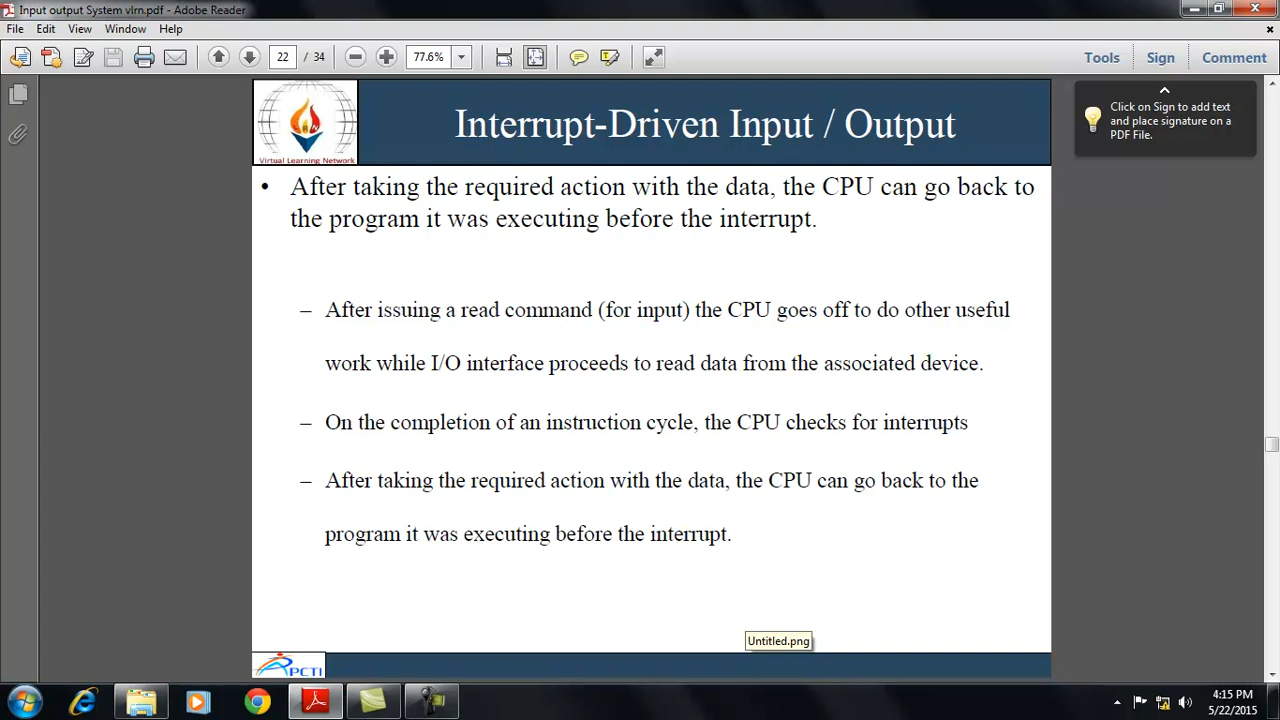 Input output System vlrn.pdf - Adobe Reader
File Edit View Window Help
22 / 34 77.6% Tools Sign Comment
Click on Sign to add text
and place signature on a
PDF File.
Virtual Learning Network
Interrupt-Driven Input / Output
• After taking the required action with the data, the CPU can go back to
the program it was executing before the interrupt.
– After issuing a read command (for input) the CPU goes off to do other useful
work while I/O interface proceeds to read data from the associated device.
– On the completion of an instruction cycle, the CPU checks for interrupts
– After taking the required action with the data, the CPU can go back to the
program it was executing before the interrupt.
Untitled.png
PCTI
4:15 PM
5/22/2015